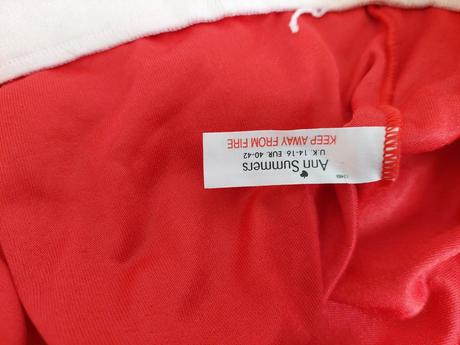 Ann Summers
U.K. 14-16 EUR. 40-42
KEEP AWAY FROM FIRE